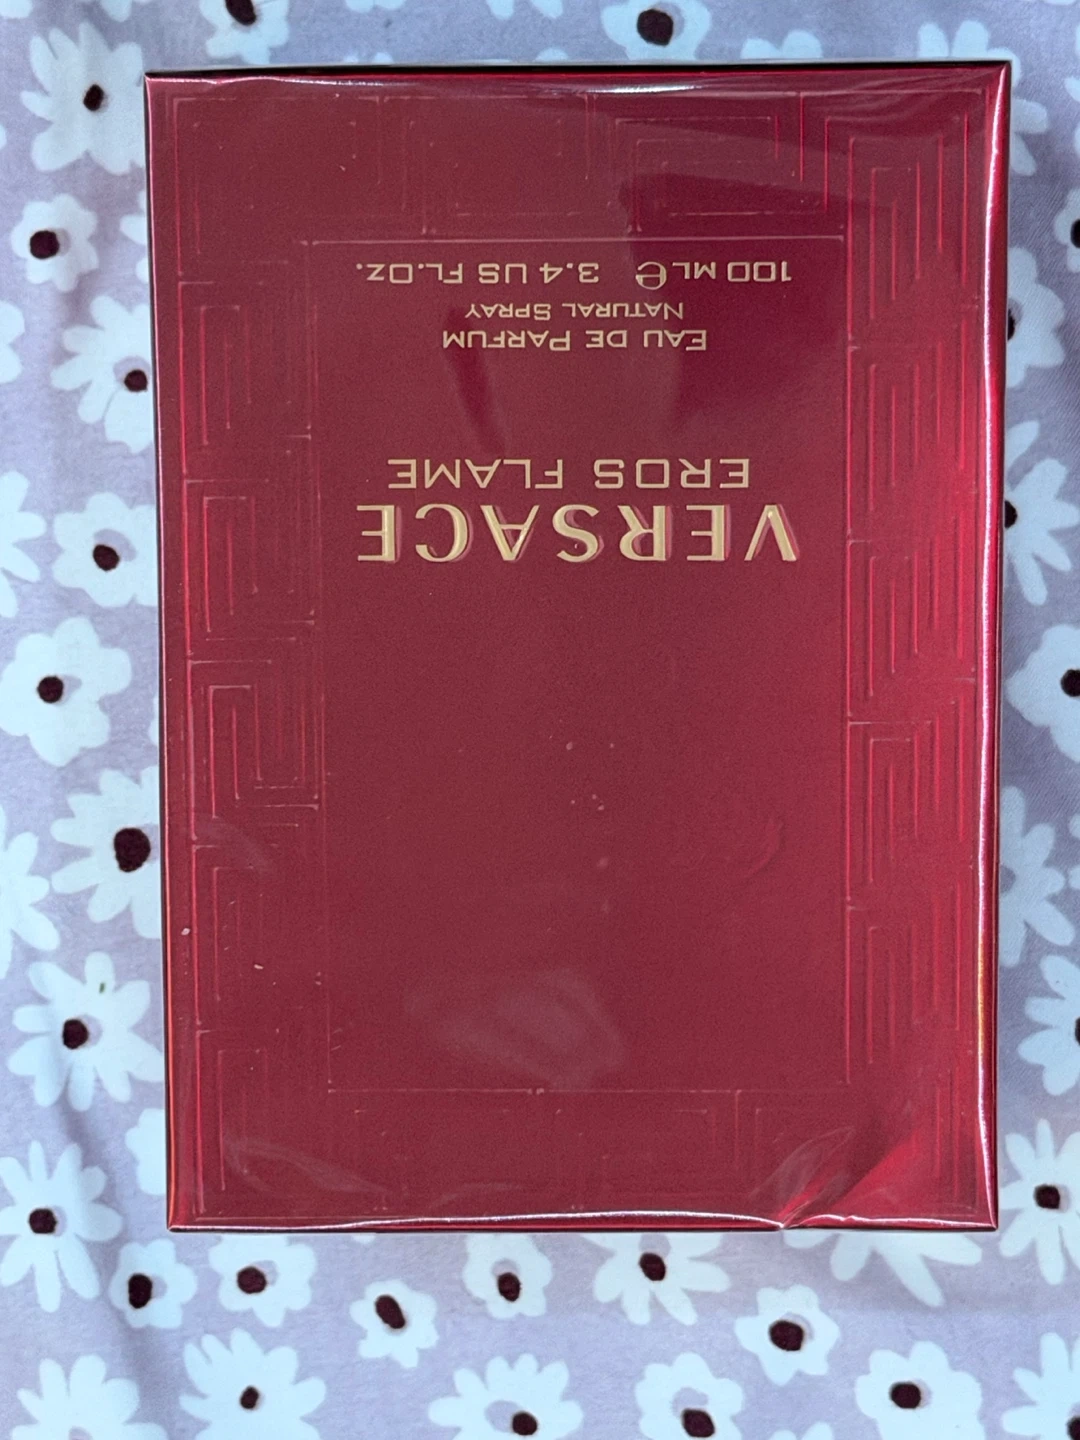 VERSACE
EROS FLAME
EAU DE PARFUM
NATURAL SPRAY
100 ML ℮ 3.4 US FL.OZ.